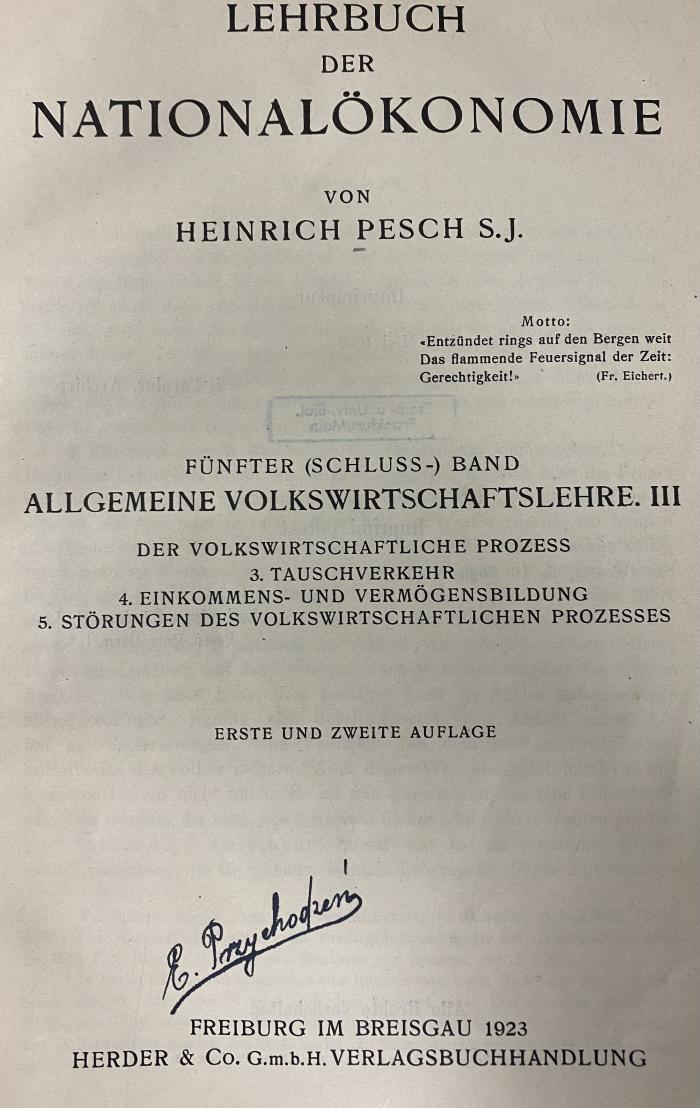 LEHRBUCH
DER
NATIONALÖKONOMIE
VON
HEINRICH PESCH S.J.
Motto:
«Entzündet rings auf den Bergen weit
Das flammende Feuersignal der Zeit:
Gerechtigkeit!» (Fr. Eichert.)
FÜNFTER (SCHLUSS-) BAND
ALLGEMEINE VOLKSWIRTSCHAFTSLEHRE. III
DER VOLKSWIRTSCHAFTLICHE PROZESS
3. TAUSCHVERKEHR
4. EINKOMMENS- UND VERMÖGENSBILDUNG
5. STÖRUNGEN DES VOLKSWIRTSCHAFTLICHEN PROZESSES
ERSTE UND ZWEITE AUFLAGE
E. Przychodzeń
FREIBURG IM BREISGAU 1923
HERDER & Co. G.m.b.H. VERLAGSBUCHHANDLUNG